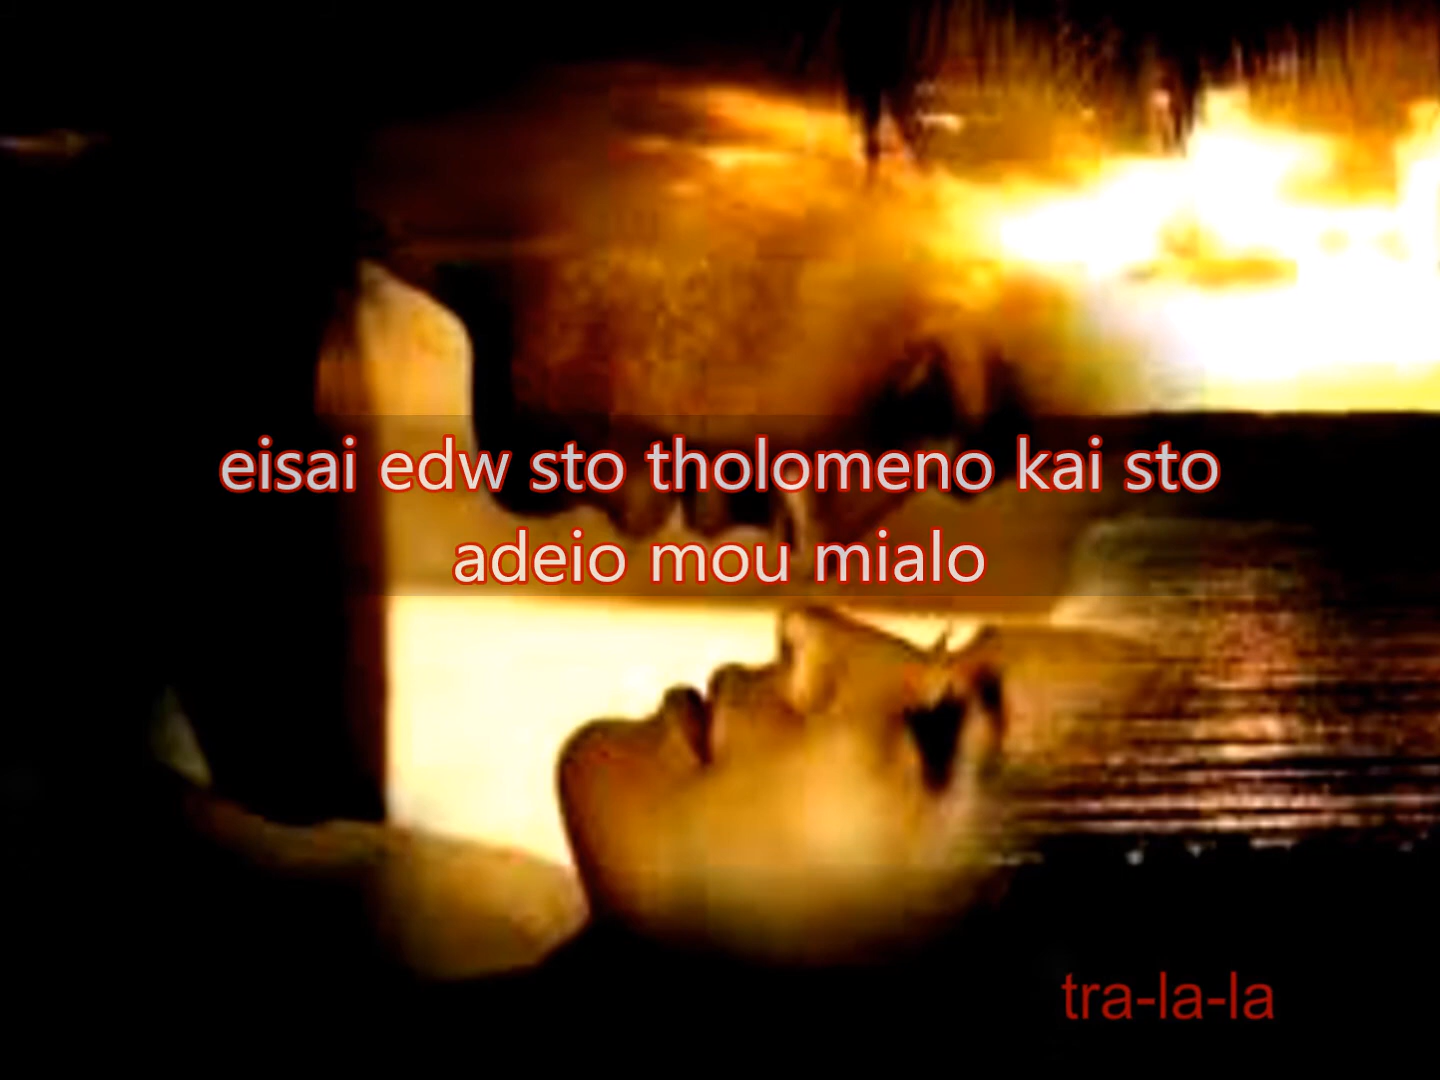 eisai edw sto tholomeno kai sto
adeio mou mialo
tra-la-la